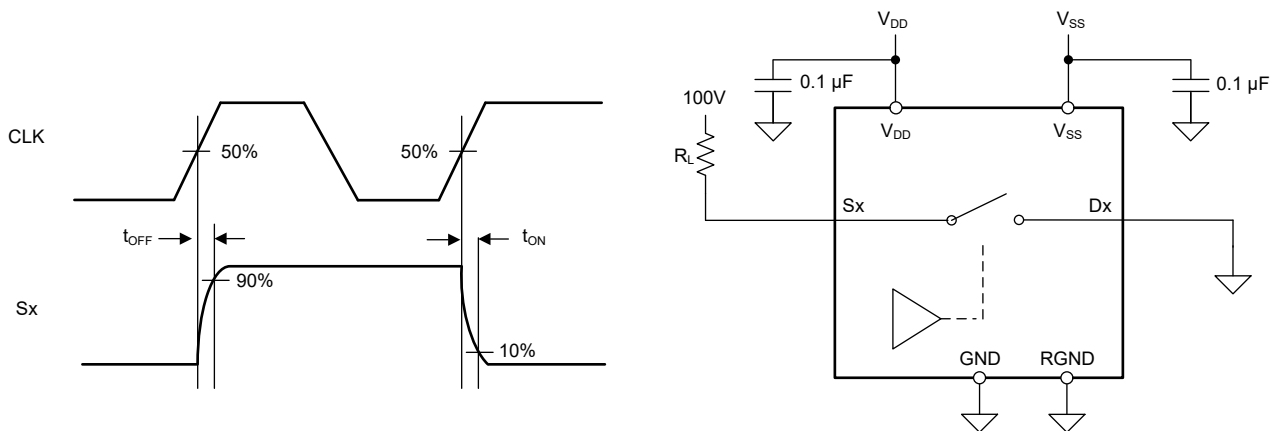 CLK
50%
50%
tOFF
tON
90%
Sx
10%
VDD
VSS
0.1 µF
0.1 µF
100V
VDD
VSS
RL
Sx
Dx
GND
RGND